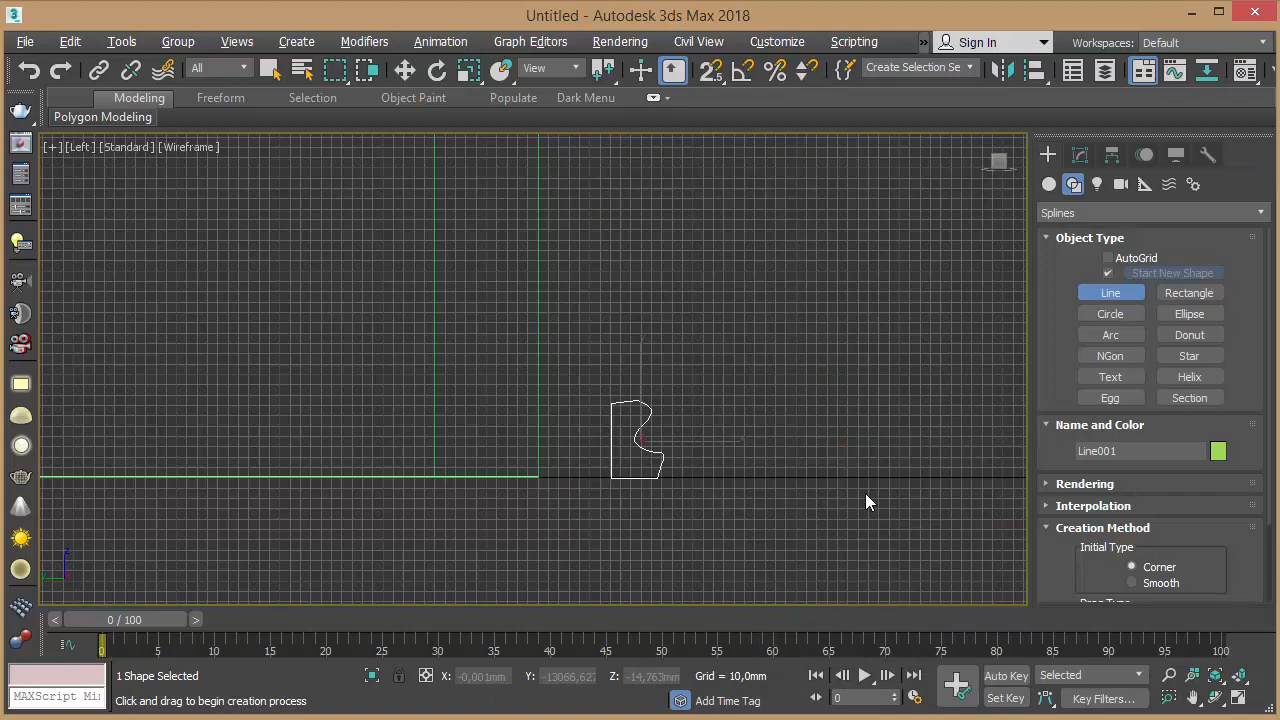 Untitled - Autodesk 3ds Max 2018
File Edit Tools Group Views Create Modifiers Animation Graph Editors Rendering Civil View Customize Scripting » Sign In Workspaces: Default
All View Create Selection Se
Modeling Freeform Selection Object Paint Populate Dark Menu
Polygon Modeling
[+] [Left ] [Standard ] [Wireframe ]
Splines
Object Type
AutoGrid
Start New Shape
Line Rectangle
Circle Ellipse
Arc Donut
NGon Star
Text Helix
Egg Section
Name and Color
Line001
Rendering
Interpolation
Creation Method
Initial Type
Corner
Smooth
< 0 / 100 >
0 5 10 15 20 25 30 35 40 45 50 55 60 65 70 75 80 85 90 95 100
1 Shape Selected X: -0,001mm Y: -13066,627 Z: -14,763mm Grid = 10,0mm Auto Key Selected
MAXScript Mi Click and drag to begin creation process Add Time Tag 0 Set Key Key Filters...